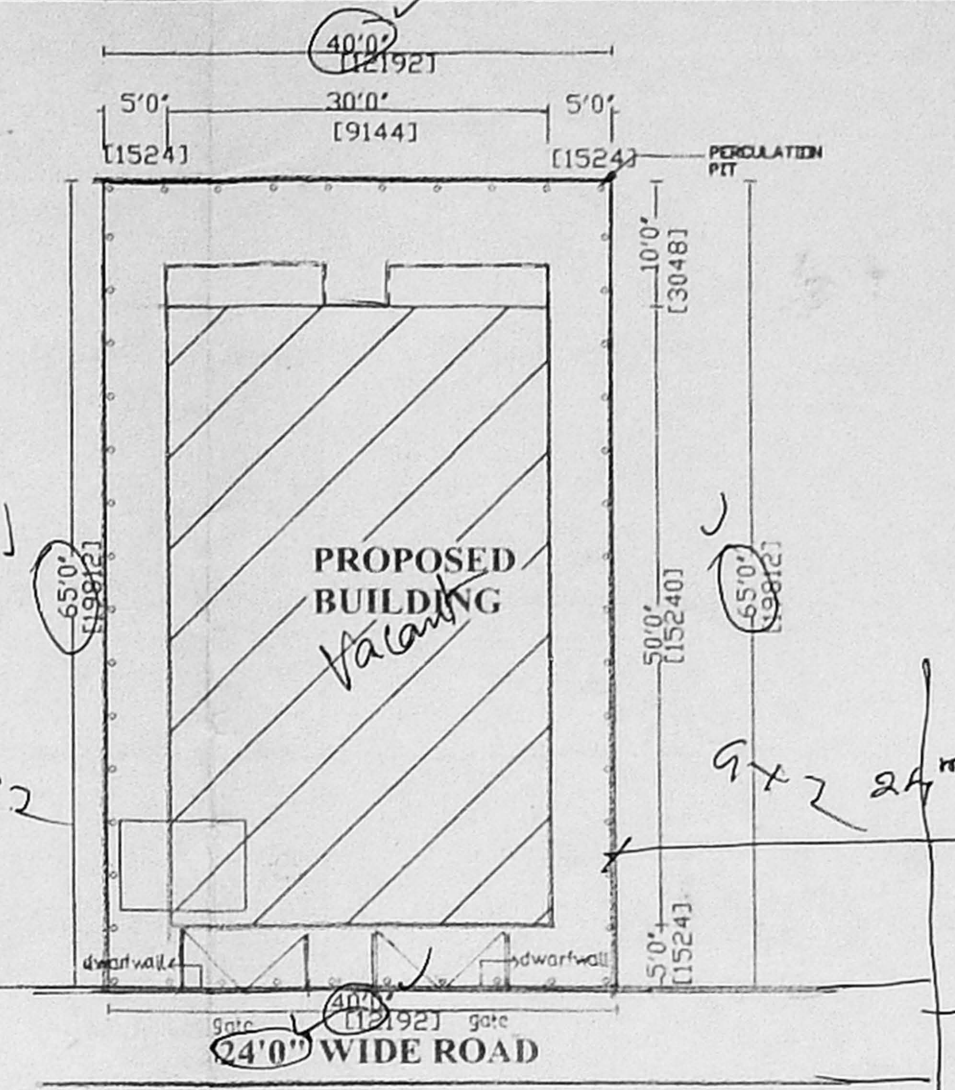 40'0"
[12192]
5'0" 30'0" 5'0"
[9144]
[1524] [1524]
PERCULATION
PIT
10'0"
[3048]
65'0"
[19812]
PROPOSED
BUILDING
Vacant
50'0"
[15240]
65'0"
[19812]
5'0"
[1524]
dwarfwall dwarfwall
40'0"
[12192]
gate gate
24'0" WIDE ROAD